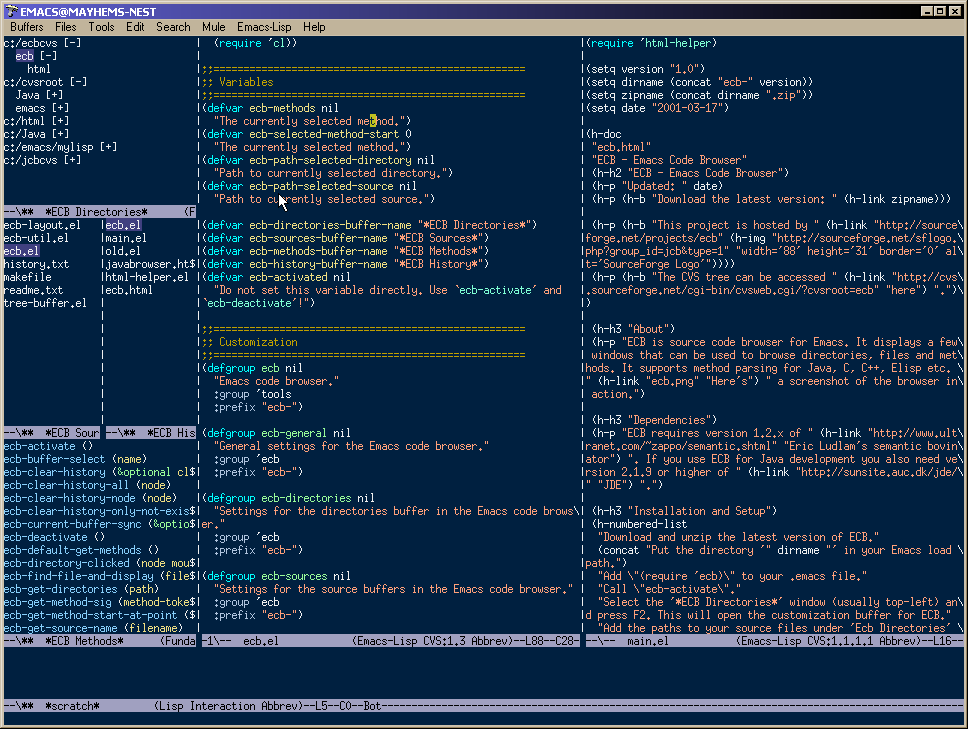 EMACS@MAYHEMS-NEST
Buffers Files Tools Edit Search Mule Emacs-Lisp Help
c:/ecbcvs [-]
ecb [-]
html
c:/cvsroot [-]
Java [+]
emacs [+]
c:/html [+]
c:/Java [+]
c:/emacs/mylisp [+]
c:/jcbcvs [+]
--\** *ECB Directories* (F
ecb-layout.el
ecb-util.el
ecb.el
history.txt
makefile
readme.txt
tree-buffer.el
--\** *ECB Sour
|ecb.el
|main.el
|old.el
|javabrowser.ht$
|html-helper.el
|ecb.html
--\** *ECB His
ecb-activate ()
ecb-buffer-select (name)
ecb-clear-history (&optional cl$
ecb-clear-history-all (node)
ecb-clear-history-node (node)
ecb-clear-history-only-not-exis$
ecb-current-buffer-sync (&optio$
ecb-deactivate ()
ecb-default-get-methods ()
ecb-directory-clicked (node mou$
ecb-find-file-and-display (file$
ecb-get-directories (path)
ecb-get-method-sig (method-toke$
ecb-get-method-start-at-point ($
ecb-get-source-name (filename)
--\** *ECB Methods* (Funda
| (require 'cl))
|
|;;================================================
|;; Variables
|;;================================================
|(defvar ecb-methods nil
| "The currently selected method.")
|(defvar ecb-selected-method-start 0
| "The currently selected method.")
|(defvar ecb-path-selected-directory nil
| "Path to currently selected directory.")
|(defvar ecb-path-selected-source nil
| "Path to currently selected source.")
|(defvar ecb-directories-buffer-name "*ECB Directories*")
|(defvar ecb-sources-buffer-name "*ECB Sources*")
|(defvar ecb-methods-buffer-name "*ECB Methods*")
|(defvar ecb-history-buffer-name "*ECB History*")
|(defvar ecb-activated nil
| "Do not set this variable directly. Use `ecb-activate' and
|`ecb-deactivate'!")
|;;================================================
|;; Customization
|;;================================================
|(defgroup ecb nil
| "Emacs code browser."
| :group 'tools
| :prefix "ecb-")
(defgroup ecb-general nil
| "General settings for the Emacs code browser."
| :group 'ecb
| :prefix "ecb-")
|(defgroup ecb-directories nil
| "Settings for the directories buffer in the Emacs code brows\
|er."
| :group 'ecb
| :prefix "ecb-")
|(defgroup ecb-sources nil
| "Settings for the source buffers in the Emacs code browser."
| :group 'ecb
| :prefix "ecb-")
-1\-- ecb.el (Emacs-Lisp CVS:1.3 Abbrev)--L88--C28-
|(require 'html-helper)
|(setq version "1.0")
|(setq dirname (concat "ecb-" version))
|(setq zipname (concat dirname ".zip"))
|(setq date "2001-03-17")
|(h-doc
| "ecb.html"
| "ECB - Emacs Code Browser"
| (h-h2 "ECB - Emacs Code Browser")
| (h-p "Updated: " date)
| (h-p (h-b "Download the latest version: " (h-link zipname)))
| (h-p (h-b "This project is hosted by " (h-link "http://source\
|forge.net/projects/ecb" (h-img "http://sourceforge.net/sflogo.\
|php?group_id=jcb&type=1" "width='88' height='31' border='0' al\
|t='SourceForge Logo'"))))
| (h-p (h-b "The CVS tree can be accessed " (h-link "http://cvs\
|.sourceforge.net/cgi-bin/cvsweb.cgi/?cvsroot=ecb" "here") ".")\
|)
| (h-h3 "About")
| (h-p "ECB is source code browser for Emacs. It displays a few\
| windows that can be used to browse directories, files and met\
|hods. It supports method parsing for Java, C, C++, Elisp etc. \
|" (h-link "ecb.png" "Here's") " a screenshot of the browser in\
| action.")
| (h-h3 "Dependencies")
| (h-p "ECB requires version 1.2.x of " (h-link "http://www.ult\
|ranet.com/~zappo/semantic.shtml" "Eric Ludlam's semantic bovin\
|ator") ". If you use ECB for Java development you also need ve\
|rsion 2.1.9 or higher of " (h-link "http://sunsite.auc.dk/jde/\
|" "JDE") ".")
| (h-h3 "Installation and Setup")
| (h-numbered-list
| "Download and unzip the latest version of ECB."
| (concat "Put the directory '" dirname "' in your Emacs load \
|path.")
| "Add \"(require 'ecb)\" to your .emacs file."
| "Call \"ecb-activate\"."
| "Select the '*ECB Directories*' window (usually top-left) an\
|d press F2. This will open the customization buffer for ECB."
| "Add the paths to your source files under 'Ecb Directories' \
--\-- main.el (Emacs-Lisp CVS:1.1.1.1 Abbrev)--L16--
--\** *scratch* (Lisp Interaction Abbrev)--L5--C0--Bot---